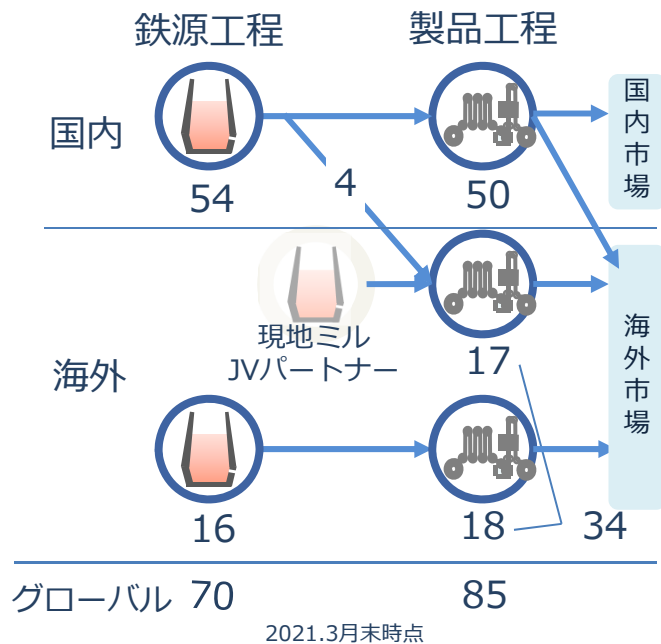 鉄源工程 製品工程
国内
54
4
50
国内市場
現地ミル
JVパートナー
17
海外
海外市場
16
18
34
グローバル 70 85
2021.3月末時点